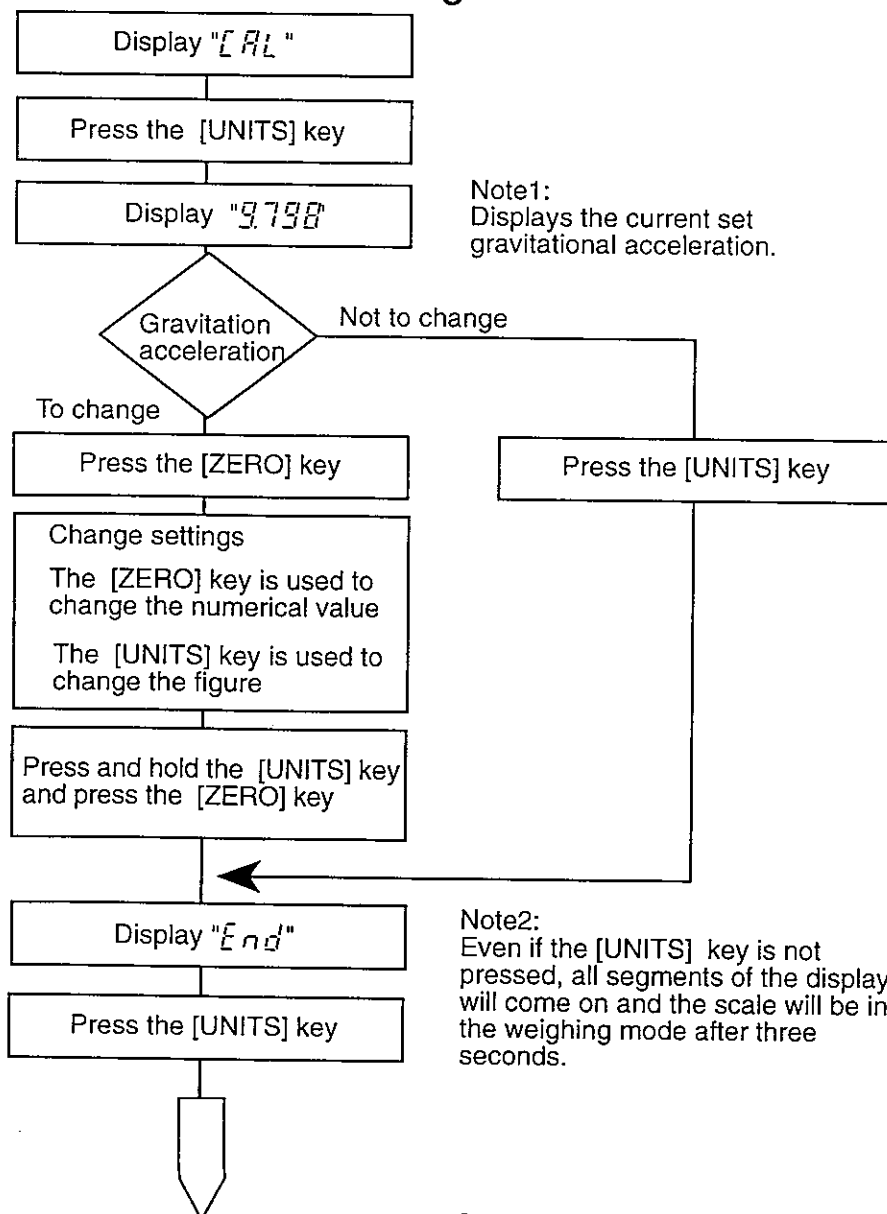 Display "CAL"
Press the [UNITS] key
Display "9.798"
Note1:
Displays the current set
gravitational acceleration.
Gravitation
acceleration
Not to change
To change
Press the [ZERO] key
Press the [UNITS] key
Change settings
The [ZERO] key is used to
change the numerical value
The [UNITS] key is used to
change the figure
Press and hold the [UNITS] key
and press the [ZERO] key
Display "End"
Note2:
Even if the [UNITS] key is not
pressed, all segments of the display
will come on and the scale will be in
the weighing mode after three
seconds.
Press the [UNITS] key